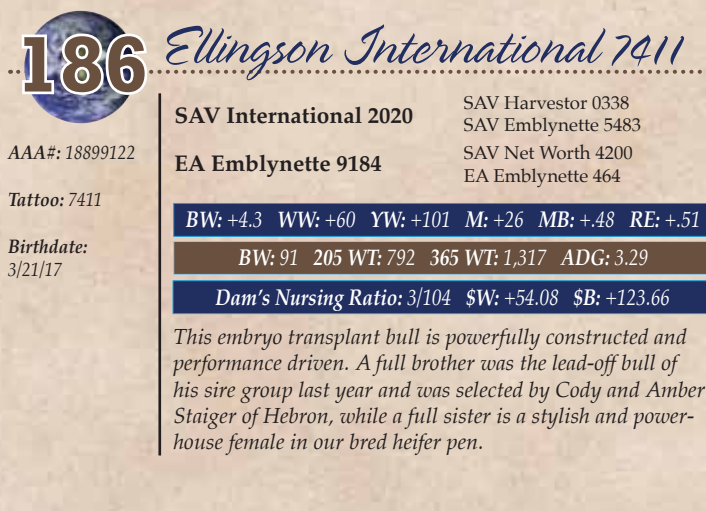 186
Ellingson International 7411
AAA#: 18899122
Tattoo: 7411
Birthdate:
3/21/17
SAV International 2020
SAV Harvestor 0338
SAV Emblynette 5483
EA Emblynette 9184
SAV Net Worth 4200
EA Emblynette 464
BW: +4.3 WW: +60 YW: +101 M: +26 MB: +.48 RE: +.51
BW: 91 205 WT: 792 365 WT: 1,317 ADG: 3.29
Dam's Nursing Ratio: 3/104 $W: +54.08 $B: +123.66
This embryo transplant bull is powerfully constructed and
performance driven. A full brother was the lead-off bull of
his sire group last year and was selected by Cody and Amber
Staiger of Hebron, while a full sister is a stylish and power-
house female in our bred heifer pen.